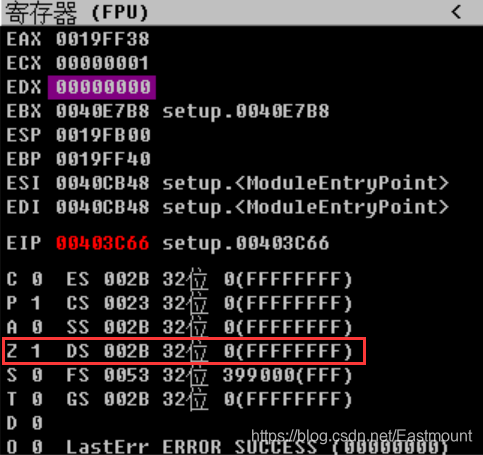 寄存器 (FPU) <
EAX 0019FF38
ECX 00000001
EDX 00000000
EBX 0040E7B8 setup.0040E7B8
ESP 0019FB00
EBP 0019FF40
ESI 0040CB48 setup.<ModuleEntryPoint>
EDI 0040CB48 setup.<ModuleEntryPoint>
EIP 00403C66 setup.00403C66
C 0 ES 002B 32位 0(FFFFFFFF)
P 1 CS 0023 32位 0(FFFFFFFF)
A 0 SS 002B 32位 0(FFFFFFFF)
Z 1 DS 002B 32位 0(FFFFFFFF)
S 0 FS 0053 32位 399000(FFF)
T 0 GS 002B 32位 0(FFFFFFFF)
D 0
https://blog.csdn.net/Eastmount
O 0 LastErr ERROR_SUCCESS (00000000)